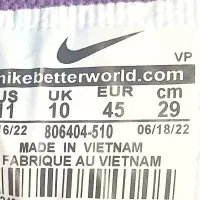 VP
nikebetterworld.com
US UK EUR cm
11 10 45 29
16/22 806404-510 06/18/22
MADE IN VIETNAM
FABRIQUE AU VIETNAM